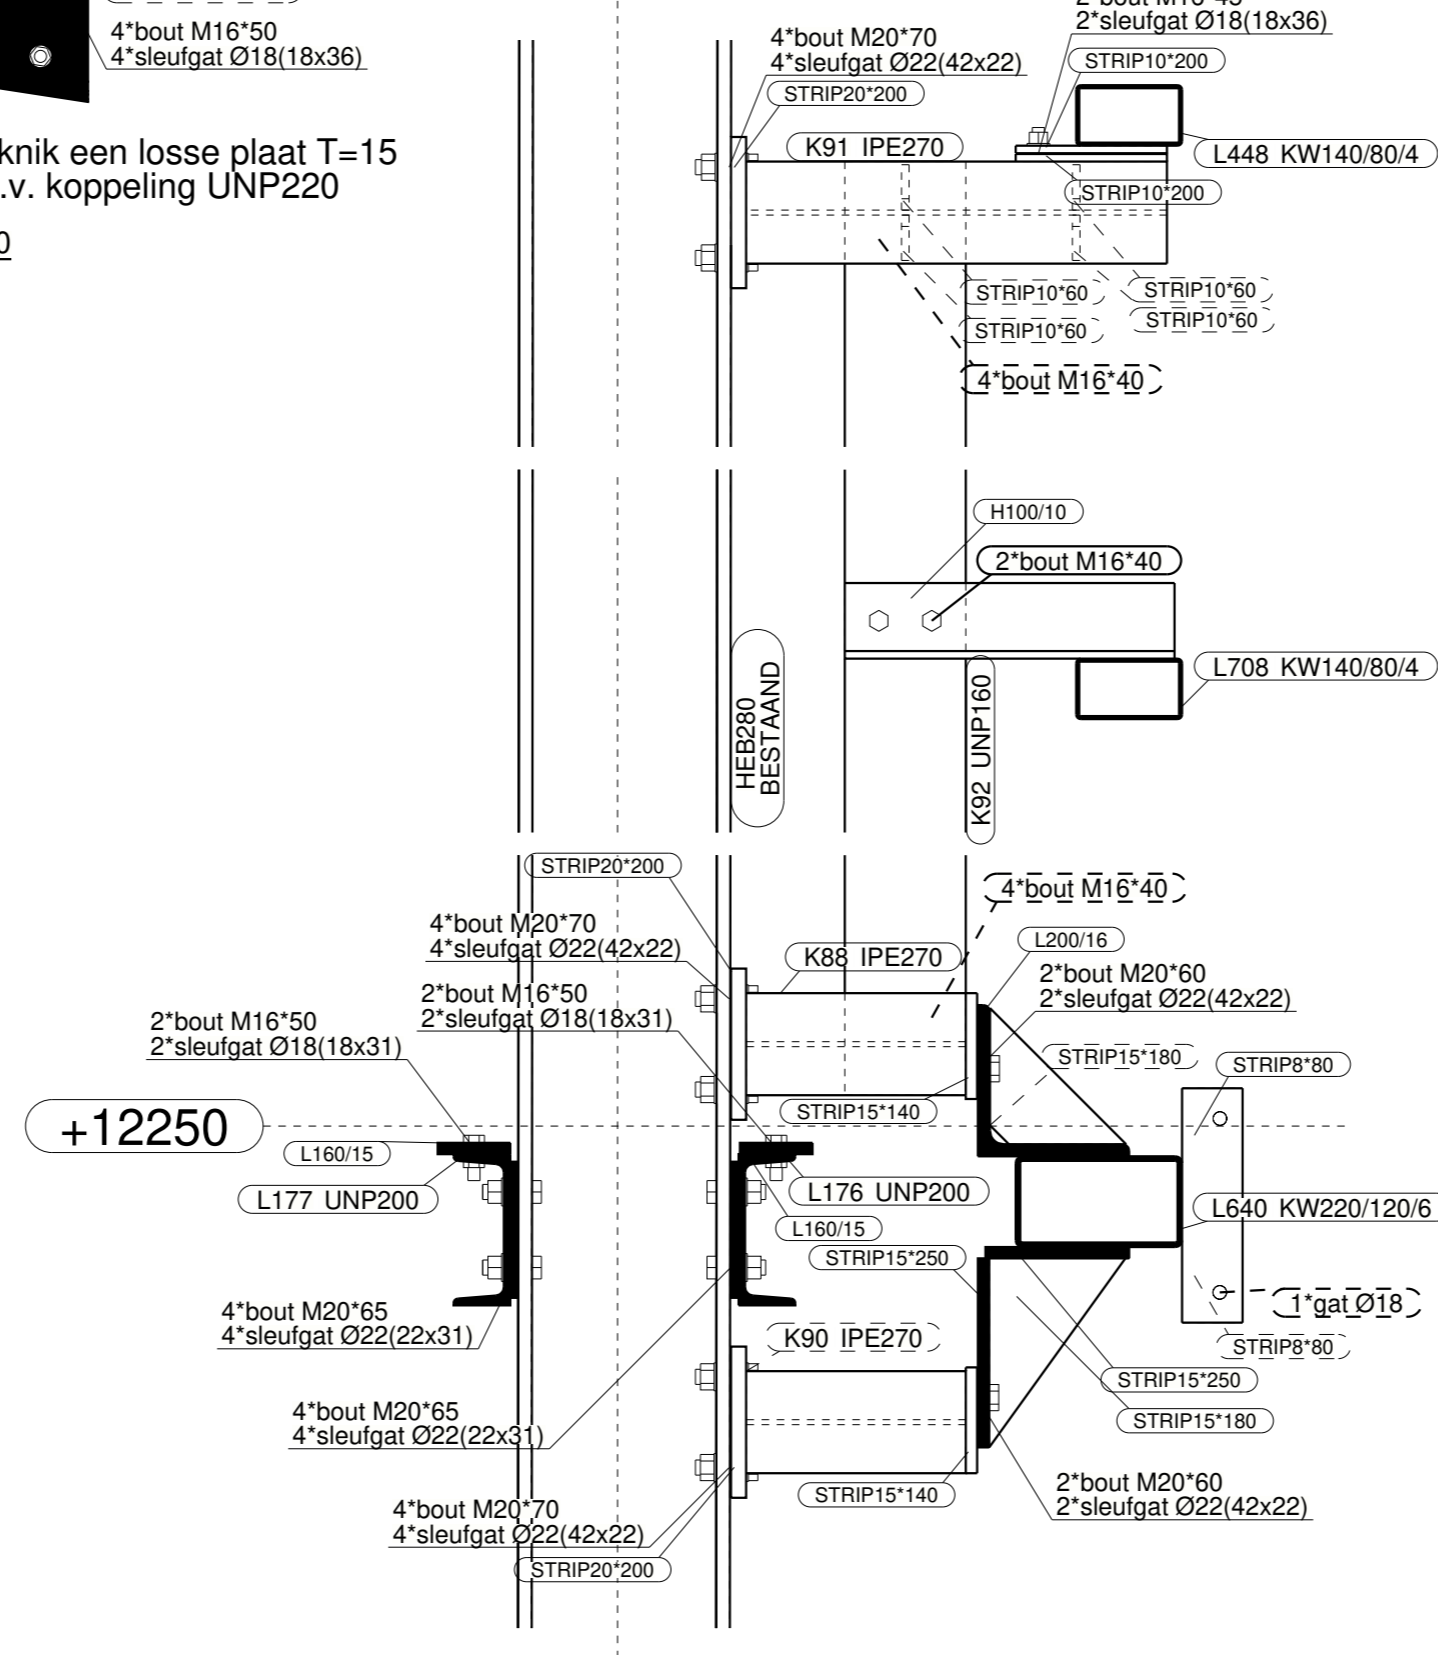 4*bout M16*50
4*sleufgat Ø18(18x36)
knik een losse plaat T=15
.v. koppeling UNP220
0
4*bout M20*70
4*sleufgat Ø22(42x22)
STRIP20*200
2*sleufgat Ø18(18x36)
STRIP10*200
K91 IPE270
L448 KW140/80/4
STRIP10*200
STRIP10*60
STRIP10*60
STRIP10*60
STRIP10*60
4*bout M16*40
H100/10
2*bout M16*40
HEB280
BESTAAND
K92 UNP160
L708 KW140/80/4
STRIP20*200
4*bout M20*70
4*sleufgat Ø22(42x22)
K88 IPE270
4*bout M16*40
L200/16
2*bout M20*60
2*sleufgat Ø22(42x22)
2*bout M16*50
2*sleufgat Ø18(18x31)
2*bout M16*50
2*sleufgat Ø18(18x31)
STRIP15*180
STRIP8*80
STRIP15*140
+12250
L160/15
L177 UNP200
L176 UNP200
L160/15
L640 KW220/120/6
STRIP15*250
4*bout M20*65
4*sleufgat Ø22(22x31)
K90 IPE270
1*gat Ø18
STRIP8*80
STRIP15*250
STRIP15*180
4*bout M20*65
4*sleufgat Ø22(22x31)
STRIP15*140
2*bout M20*60
2*sleufgat Ø22(42x22)
4*bout M20*70
4*sleufgat Ø22(42x22)
STRIP20*200